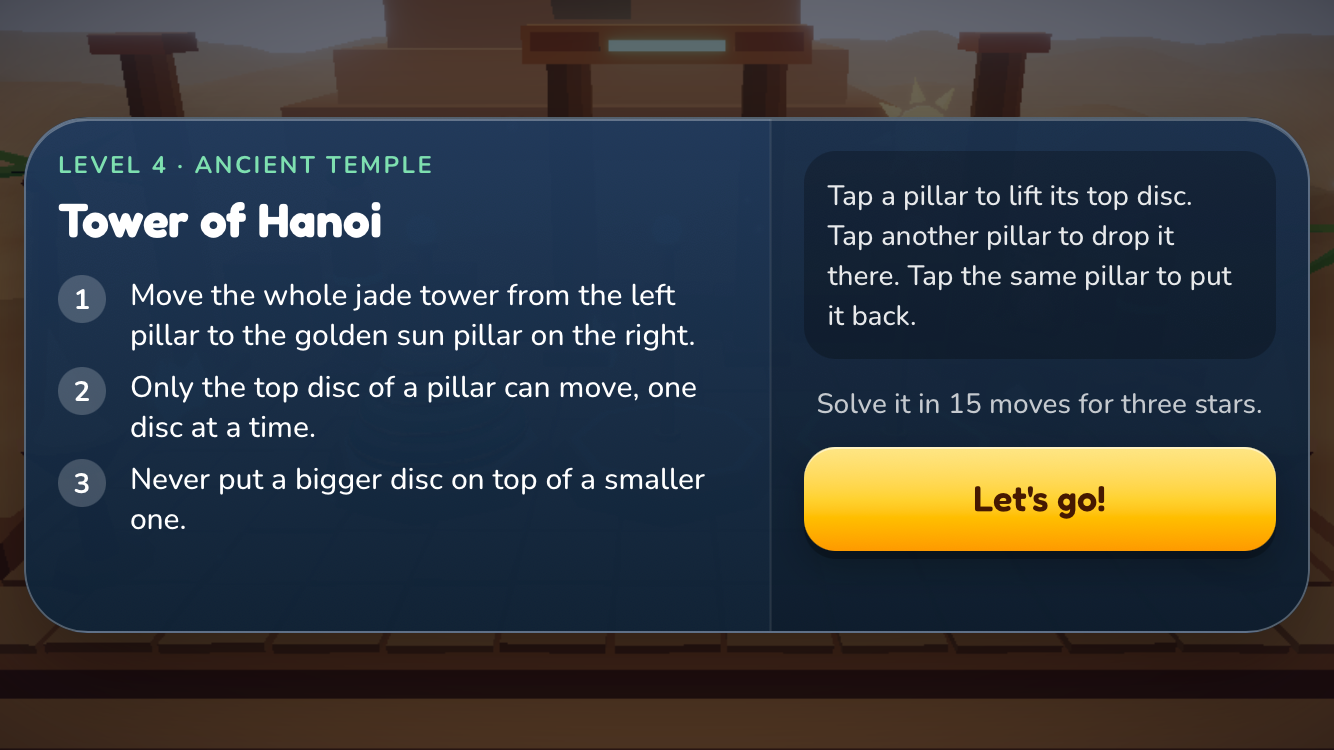 LEVEL 4 · ANCIENT TEMPLE
Tower of Hanoi
1
Move the whole jade tower from the left
pillar to the golden sun pillar on the right.
2
Only the top disc of a pillar can move, one
disc at a time.
3
Never put a bigger disc on top of a smaller
one.
Tap a pillar to lift its top disc.
Tap another pillar to drop it
there. Tap the same pillar to put
it back.
Solve it in 15 moves for three stars.
Let's go!